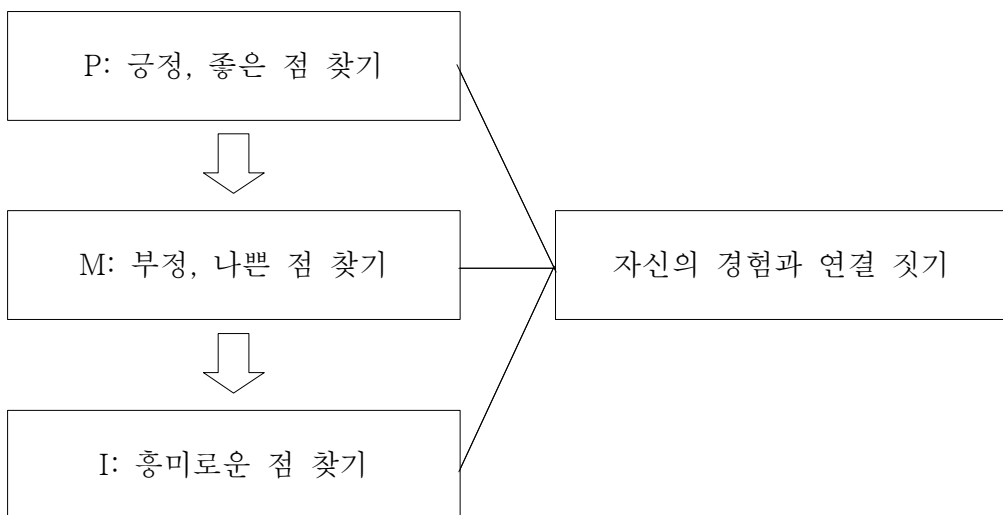 P: 긍정, 좋은 점 찾기
M: 부정, 나쁜 점 찾기
자신의 경험과 연결 짓기
I: 흥미로운 점 찾기